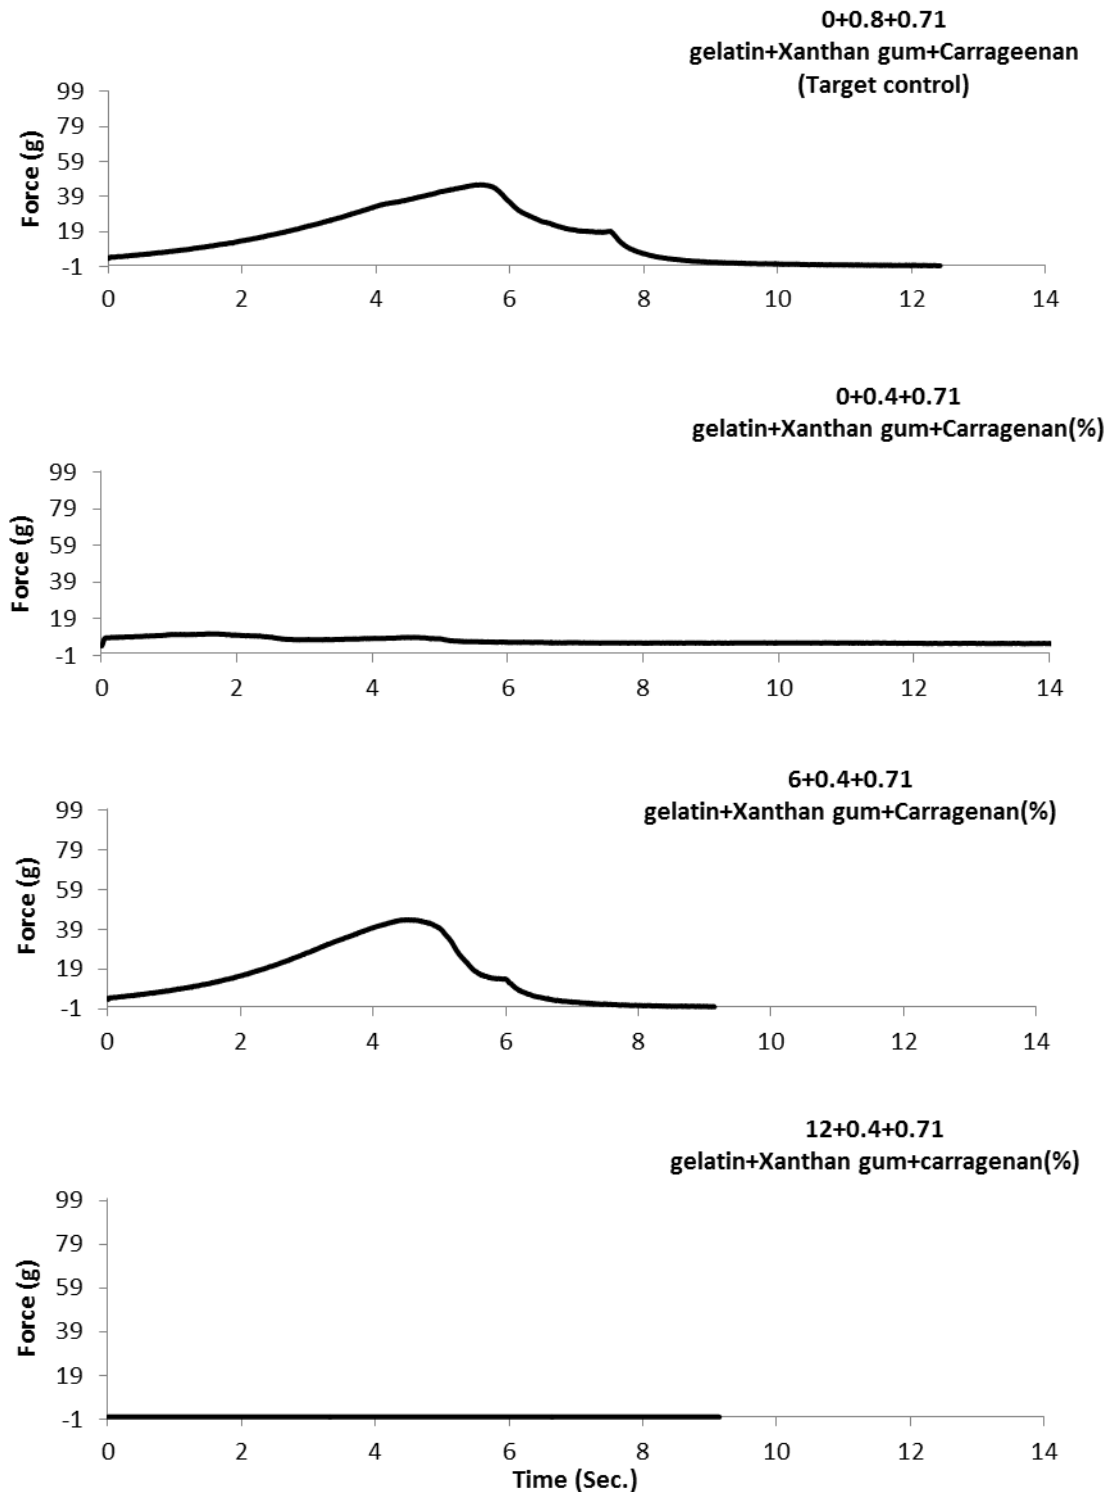 0+0.8+0.71
gelatin+Xanthan gum+Carrageenan
(Target control)
99
79
59
39
19
-1
Force (g)
0 2 4 6 8 10 12 14
0+0.4+0.71
gelatin+Xanthan gum+Carragenan(%)
99
79
59
39
19
-1
Force (g)
0 2 4 6 8 10 12 14
6+0.4+0.71
gelatin+Xanthan gum+Carragenan(%)
99
79
59
39
19
-1
Force (g)
0 2 4 6 8 10 12 14
12+0.4+0.71
gelatin+Xanthan gum+carragenan(%)
99
79
59
39
19
-1
Force (g)
0 2 4 6 8 10 12 14
Time (Sec.)